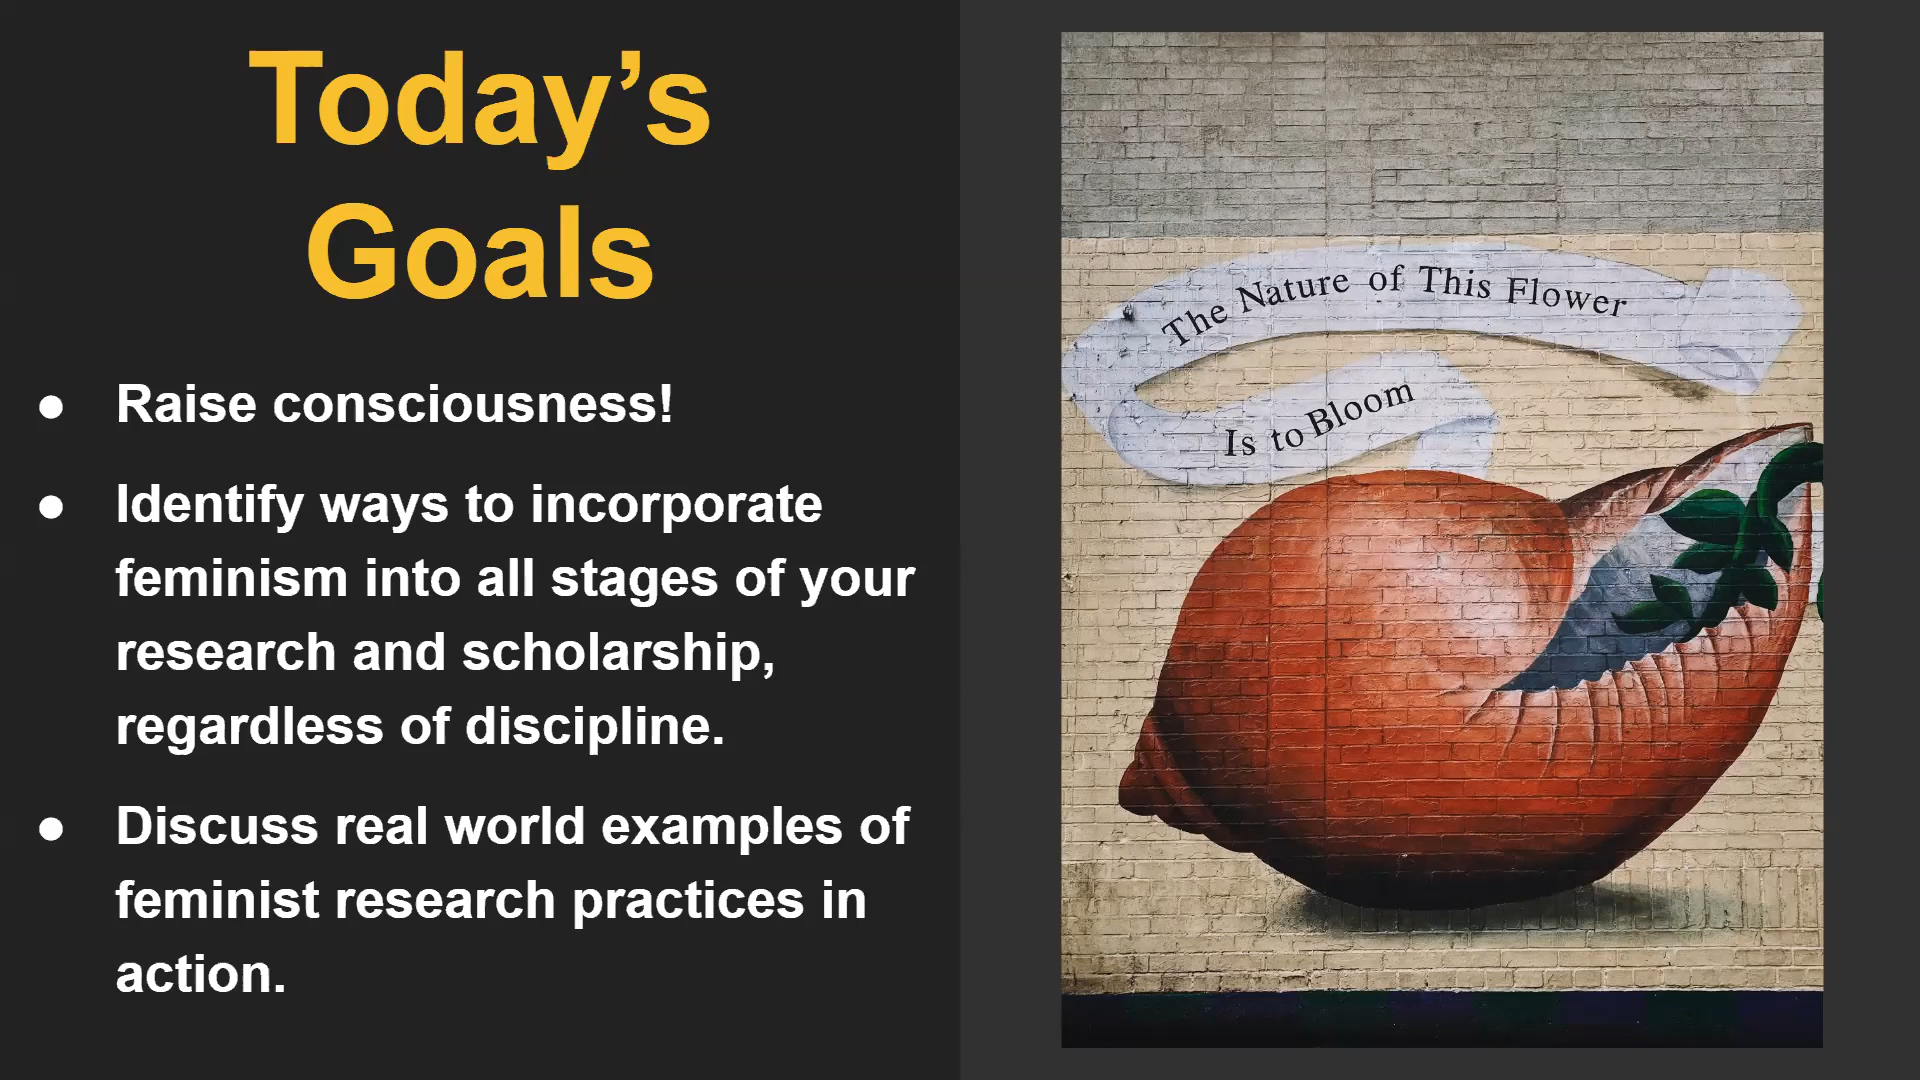 Today’s
Goals
● Raise consciousness!
● Identify ways to incorporate
feminism into all stages of your
research and scholarship,
regardless of discipline.
● Discuss real world examples of
feminist research practices in
action.
The Nature of This Flower
Is to Bloom